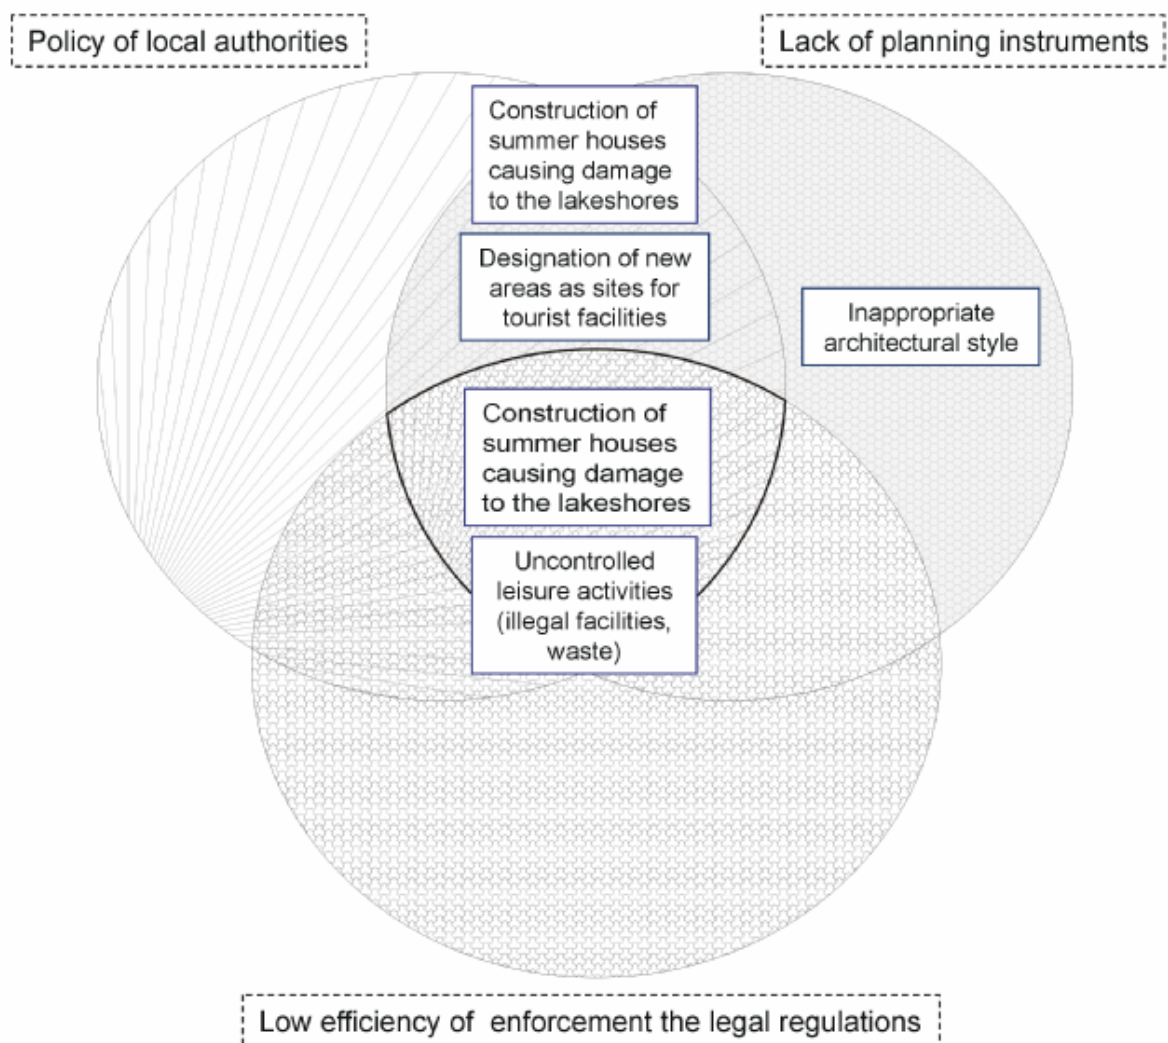 Policy of local authorities
Lack of planning instruments
Construction of
summer houses
causing damage
to the lakeshores
Designation of new
areas as sites for
tourist facilities
Inappropriate
architectural style
Construction of
summer houses
causing damage
to the lakeshores
Uncontrolled
leisure activities
(illegal facilities,
waste)
Low efficiency of enforcement the legal regulations